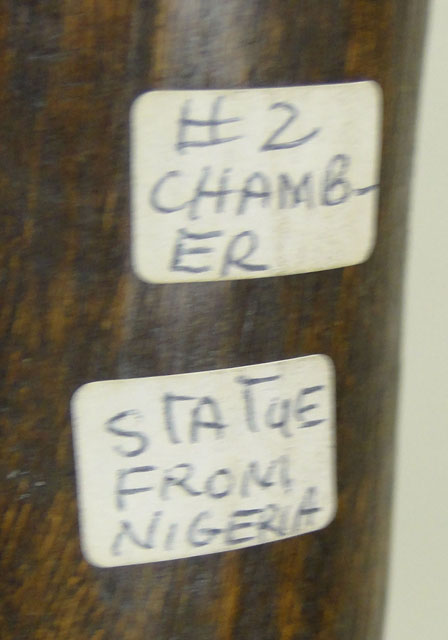 #2
CHAMB-
ER
STATUE
FROM
NIGERIA